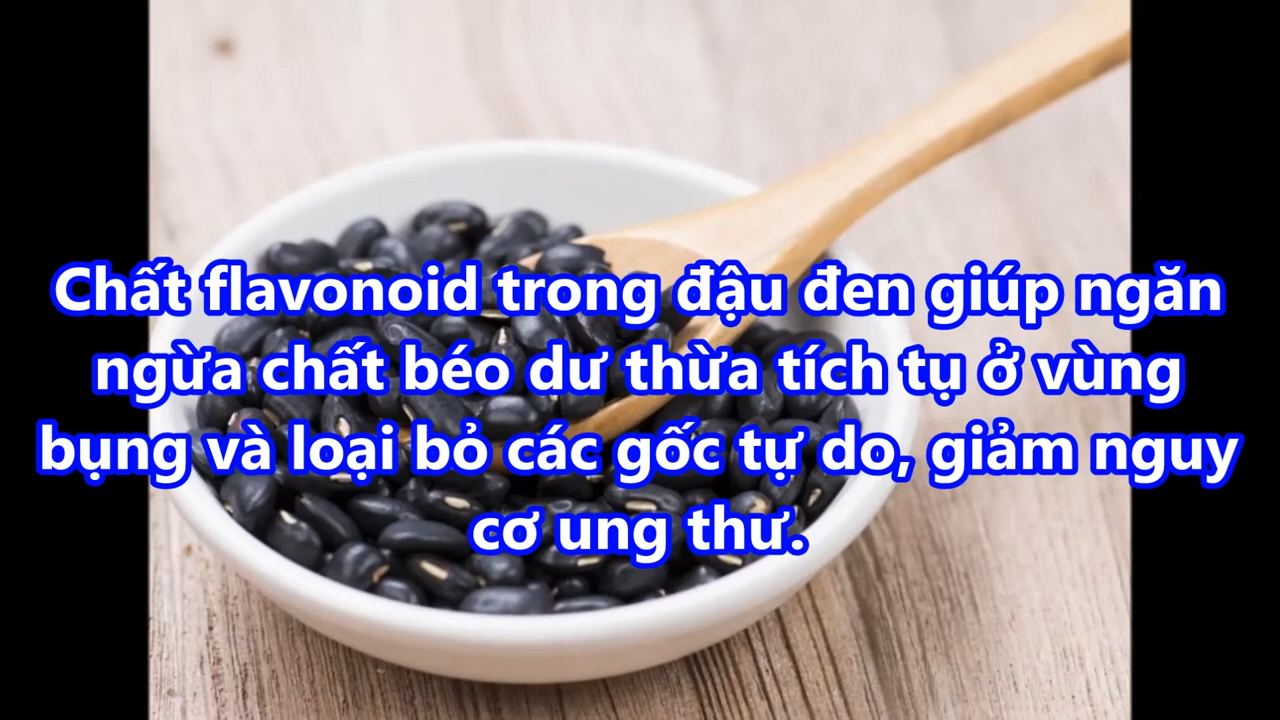 Chất flavonoid trong đậu đen giúp ngăn
ngừa chất béo dư thừa tích tụ ở vùng
bụng và loại bỏ các gốc tự do, giảm nguy
cơ ung thư.